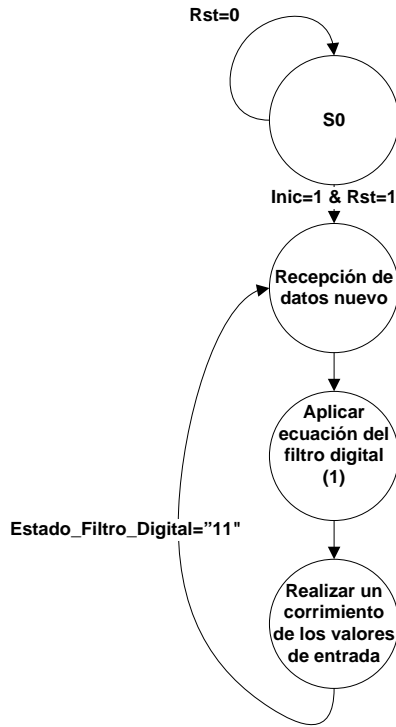 Rst=0
S0
Inic=1 & Rst=1
Recepción de
datos nuevo
Aplicar
ecuación del
filtro digital
(1)
Estado_Filtro_Digital=”11"
Realizar un
corrimiento
de los valores
de entrada